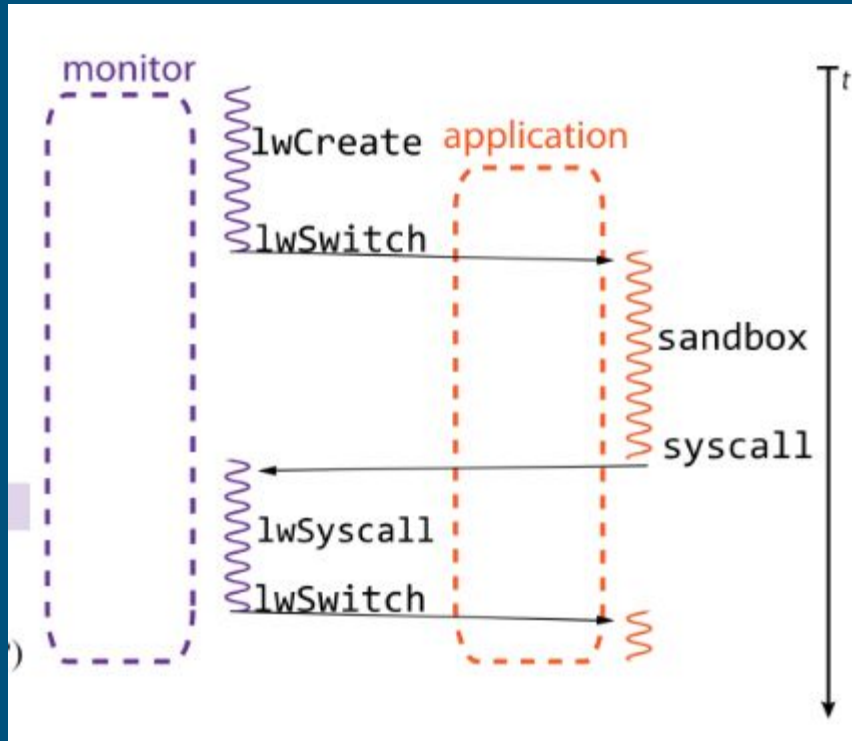 monitor
t
lwCreate
application
lwSwitch
sandbox
syscall
lwSyscall
lwSwitch
)